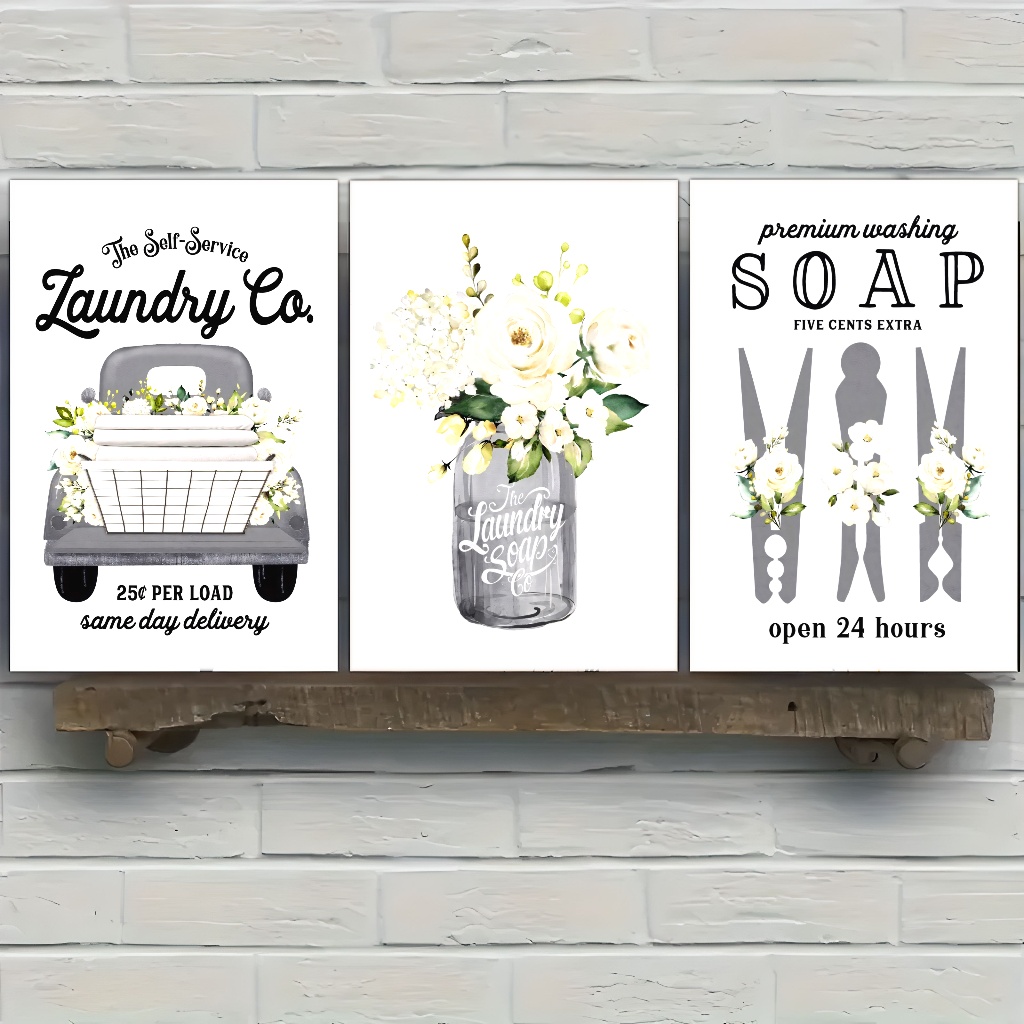 The Self-Service
Laundry Co.
25¢ PER LOAD
same day delivery
The
Laundry
Soap
Co
premium washing
SOAP
FIVE CENTS EXTRA
open 24 hours